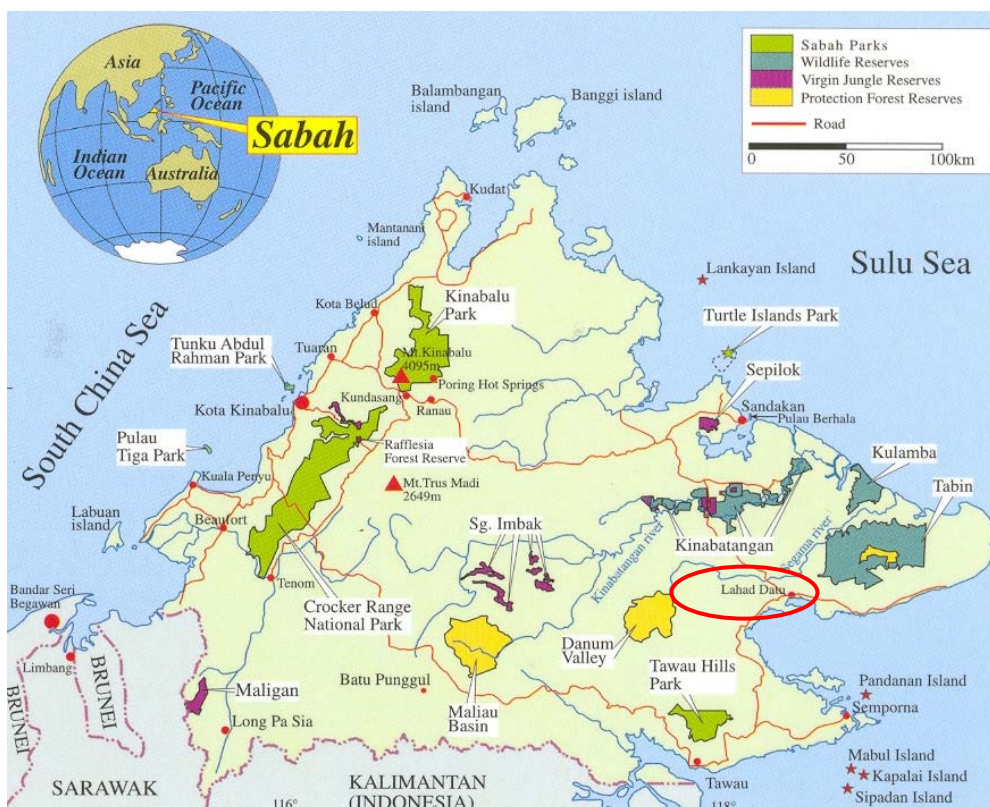 Asia
Pacific
Ocean
Sabah
Indian
Ocean
Australia
Sabah Parks
Wildlife Reserves
Virgin Jungle Reserves
Protection Forest Reserves
Road
0 50 100km
Balambangan
island
Banggi island
Kudat
Mantanani
island
Lankayan Island
Sulu Sea
Kota Belud
Kinabalu
Park
Turtle Islands Park
South China Sea
Tunku Abdul
Rahman Park
Tuaran
Mt.Kinabalu
4095m
Poring Hot Springs
Sepilok
Kundasang
Ranau
Kota Kinabalu
Sandakan
Pulau Berhala
Pulau
Tiga Park
Rafflesia
Forest Reserve
Kulamba
Kuala Penyu
Mt.Trus Madi
2649m
Tabin
Labuan
island
Beaufort
Sg. Imbak
Kinabatangan river
Kinabatangan
Segama river
Tenom
Lahad Datu
Bandar Seri
Begawan
Crocker Range
National Park
Danum
Valley
Limbang
BRUNEI
BRUNEI
Maligan
Batu Punggul
Tawau Hills
Park
Pandanan Island
Maliau
Basin
Semporna
Long Pa Sia
Mabul Island
Tawau
Kapalai Island
Sipadan Island
SARAWAK
KALIMANTAN
(INDONESIA)
116°
118°